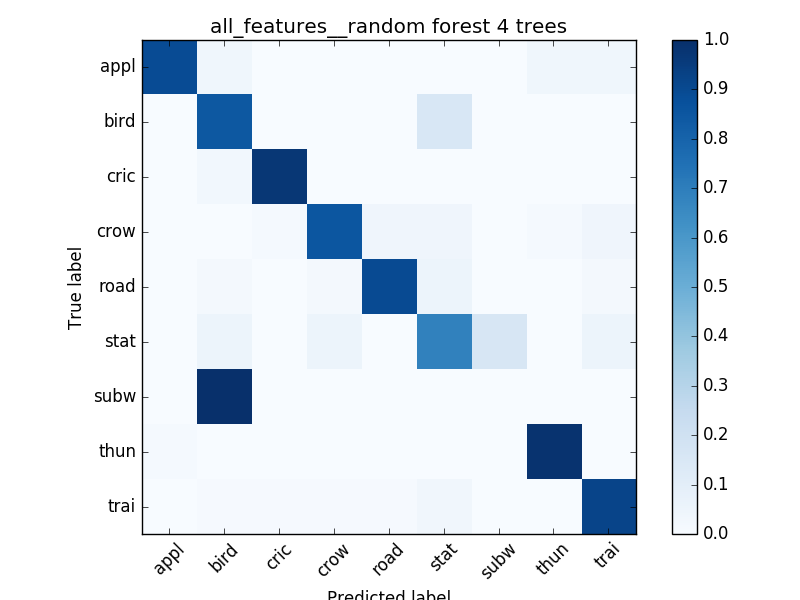 all_features__random forest 4 trees
appl
bird
cric
crow
road
stat
subw
thun
trai
True label
appl bird cric crow road stat subw thun trai
Predicted label
1.0
0.9
0.8
0.7
0.6
0.5
0.4
0.3
0.2
0.1
0.0